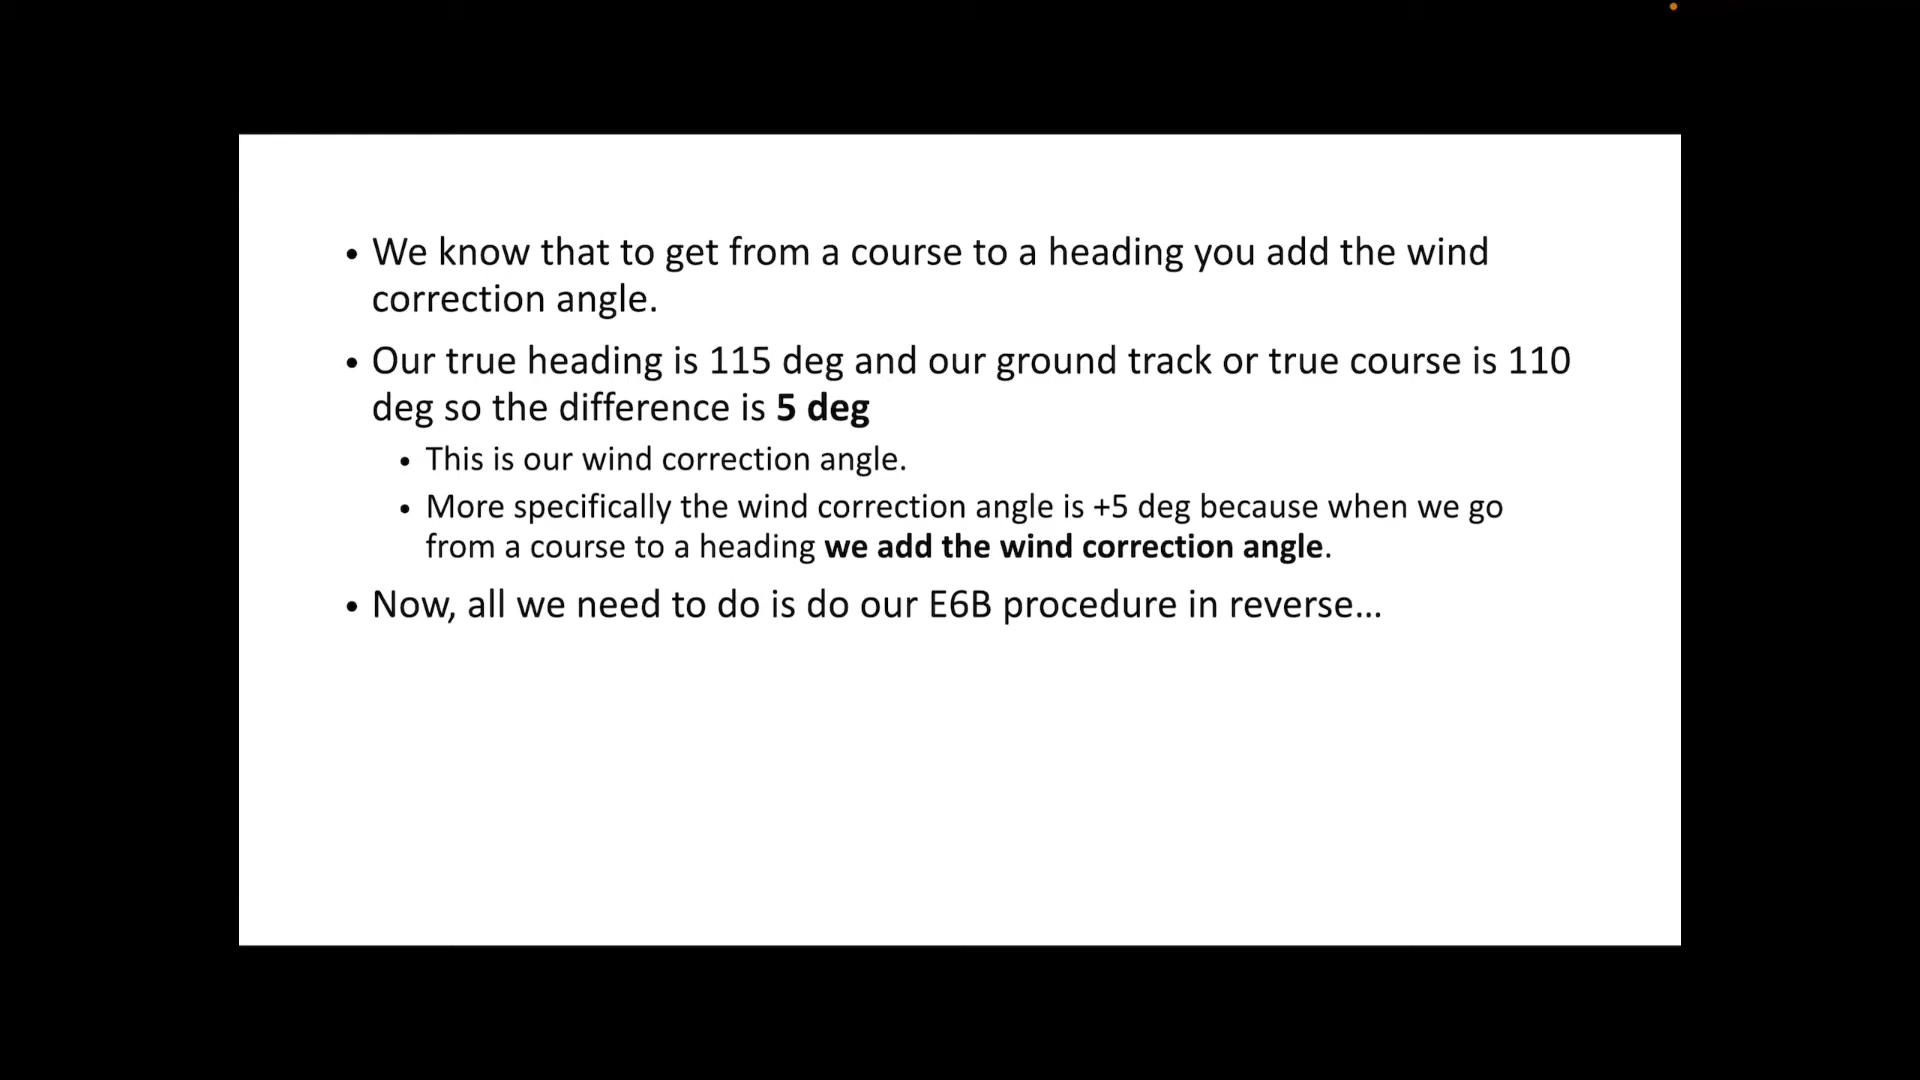 • We know that to get from a course to a heading you add the wind
correction angle.
• Our true heading is 115 deg and our ground track or true course is 110
deg so the difference is 5 deg
• This is our wind correction angle.
• More specifically the wind correction angle is +5 deg because when we go
from a course to a heading we add the wind correction angle.
• Now, all we need to do is do our E6B procedure in reverse...